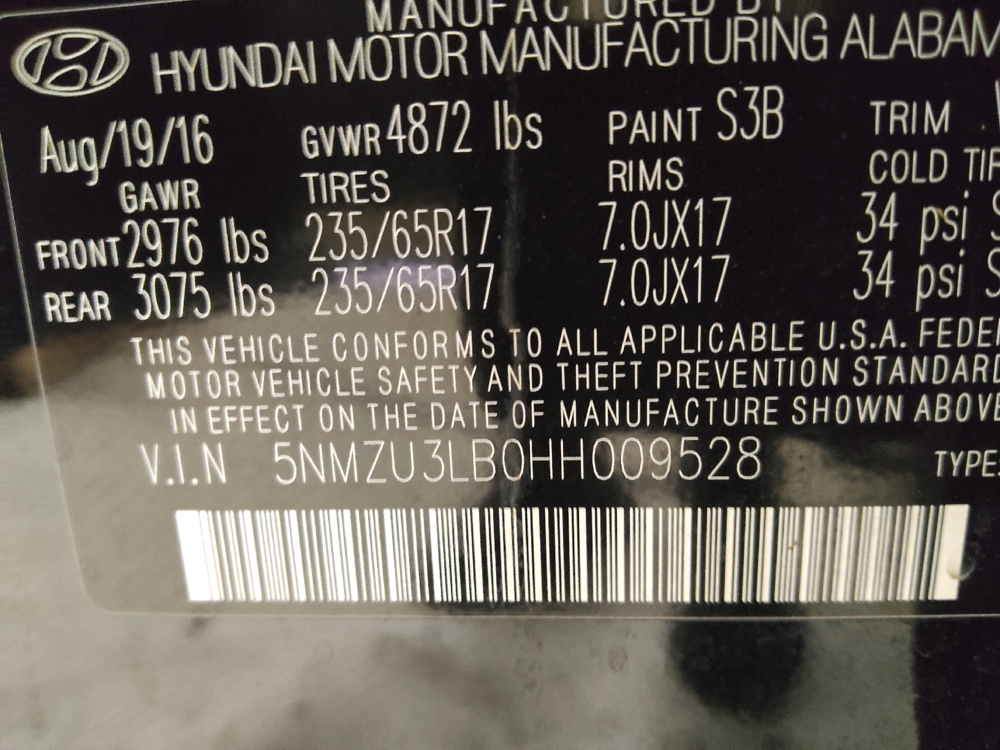 MANUFACTURED BY
HYUNDAI MOTOR MANUFACTURING ALABAM
Aug/19/16 GVWR 4872 lbs PAINT S3B TRIM
GAWR TIRES RIMS COLD TIR
FRONT 2976 lbs 235/65R17 7.0JX17 34 psi S
REAR 3075 lbs 235/65R17 7.0JX17 34 psi S
THIS VEHICLE CONFORMS TO ALL APPLICABLE U.S.A. FEDE
MOTOR VEHICLE SAFETY AND THEFT PREVENTION STANDARD
IN EFFECT ON THE DATE OF MANUFACTURE SHOWN ABOVE
V.I.N 5NMZU3LB0HH009528 TYPE: